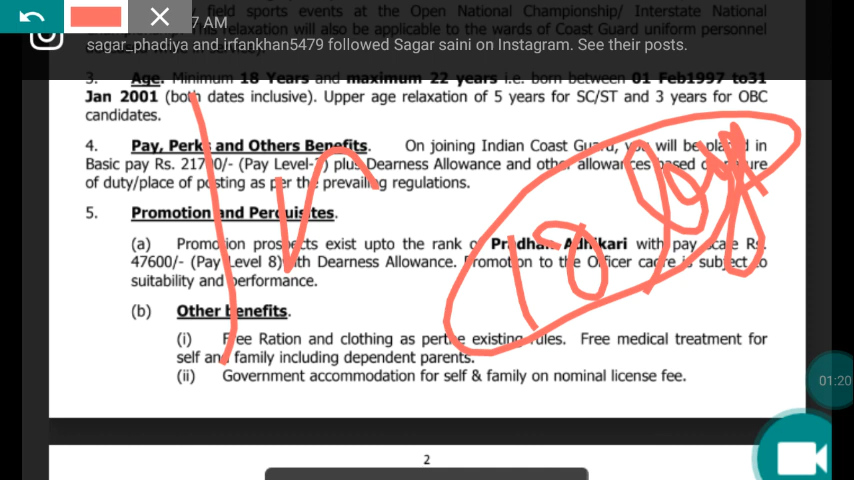 field sports events at the Open National Championship/ Interstate National
7 AM
relaxation will also be applicable to the wards of Coast Guard uniform personnel
sagar_phadiya and irfankhan5479 followed Sagar saini on Instagram. See their posts.
3. Age. Minimum 18 Years and maximum 22 years i.e. born between 01 Feb1997 to31
Jan 2001 (both dates inclusive). Upper age relaxation of 5 years for SC/ST and 3 years for OBC
candidates.
4. Pay, Perks and Others Benefits. On joining Indian Coast Guard, you will be placed in
Basic pay Rs. 21700/- (Pay Level-3) plus Dearness Allowance and other allowances based on nature
of duty/place of posting as per the prevailing regulations.
5. Promotion and Perquisites.
(a) Promotion prospects exist upto the rank of Pradhan Adhikari with pay scale Rs.
47600/- (Pay Level 8) with Dearness Allowance. Promotion to the Officer cadre is subject to
suitability and performance.
(b) Other benefits.
(i) Free Ration and clothing as per the existing rules. Free medical treatment for
self and family including dependent parents.
(ii) Government accommodation for self & family on nominal license fee.
01:20
2